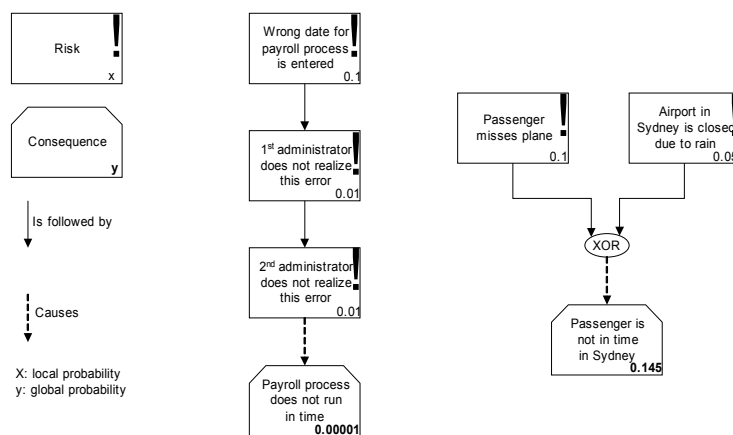 Risk
x
Consequence
y
Is followed by
Causes
X: local probability
y: global probability
Wrong date for
payroll process
is entered
0.1
1st administrator
does not realize
this error
0.01
2nd administrator
does not realize
this error
0.01
Payroll process
does not run
in time
0.00001
Passenger
misses plane
0.1
Airport in
Sydney is closed
due to rain
0.05
XOR
Passenger is
not in time
in Sydney
0.145